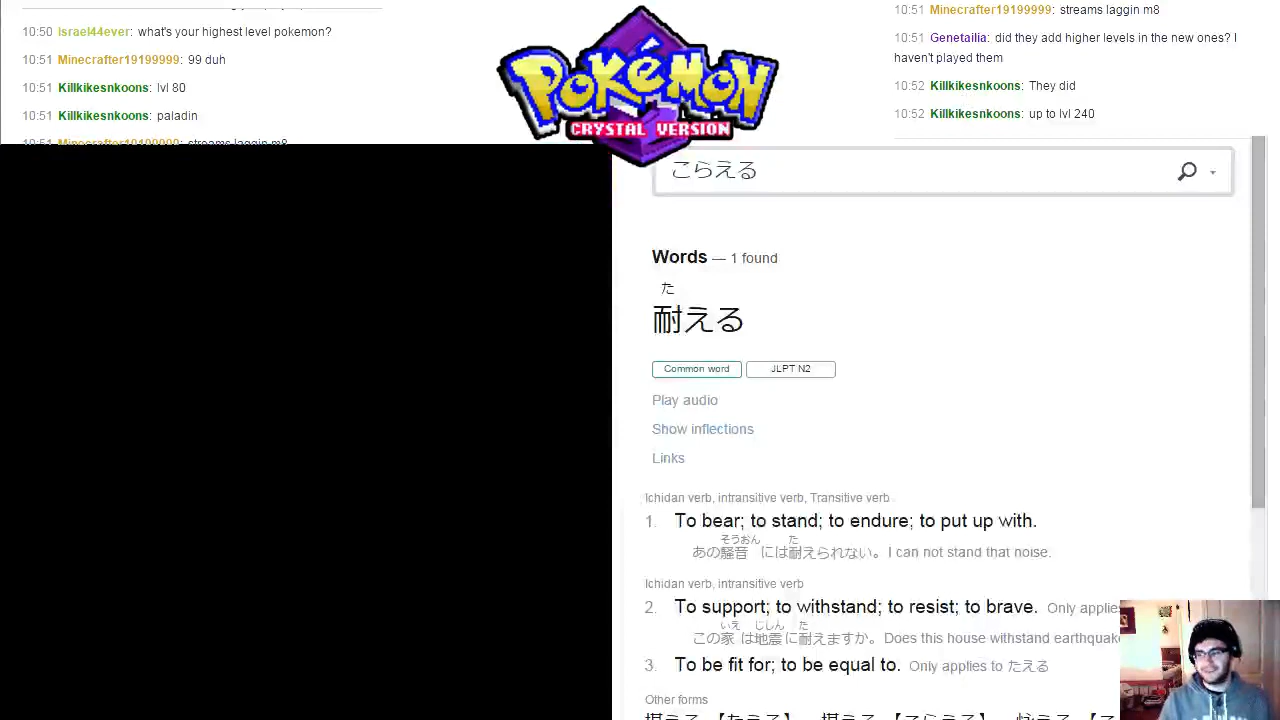 10:50 Israel44ever: what's your highest level pokemon?
10:51 Minecrafter19199999: 99 duh
10:51 Killkikesnkoons: lvl 80
10:51 Killkikesnkoons: paladin
10:51 Minecrafter19199999: streams laggin m8
POKéMON
CRYSTAL VERSION
10:51 Minecrafter19199999: streams laggin m8
10:51 Genetailia: did they add higher levels in the new ones? I
haven't played them
10:52 Killkikesnkoons: They did
10:52 Killkikesnkoons: up to lvl 240
こらえる
Words — 1 found
た
耐える
Common word JLPT N2
Play audio
Show inflections
Links
Ichidan verb, intransitive verb, Transitive verb
1. To bear; to stand; to endure; to put up with.
そうおん た
あの騒音 には耐えられない。I can not stand that noise.
Ichidan verb, intransitive verb
2. To support; to withstand; to resist; to brave. Only applies
いえ じしん た
この家 は地震に耐えますか。Does this house withstand earthquak
3. To be fit for; to be equal to. Only applies to たえる
Other forms